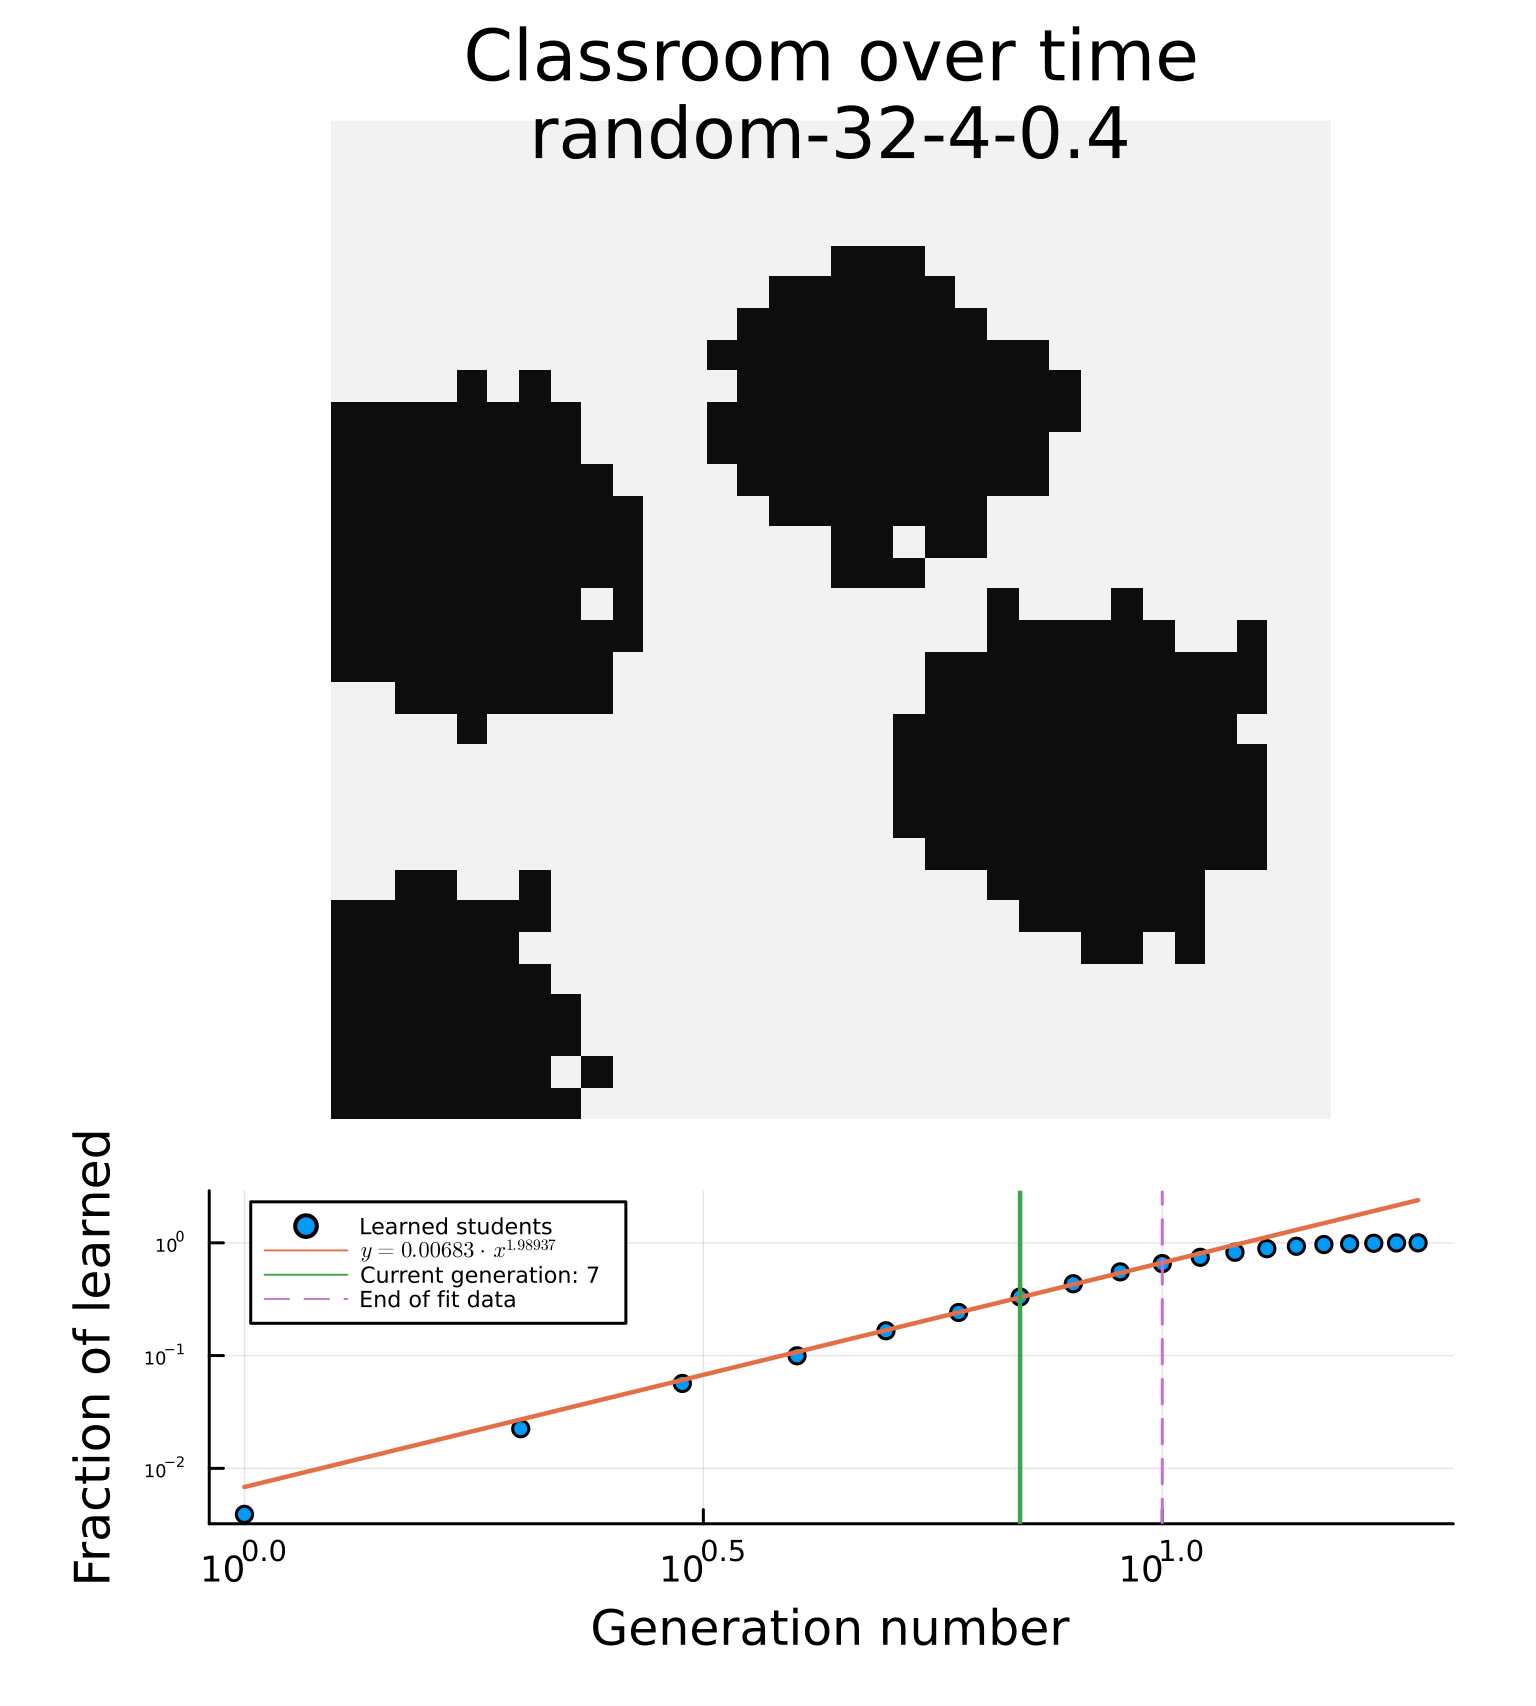 Classroom over time
random-32-4-0.4
Fraction of learned
10⁰
10⁻¹
10⁻²
Learned students
y = 0.00683 · x^1.98937
Current generation: 7
End of fit data
10^0.0
10^0.5
10^1.0
Generation number